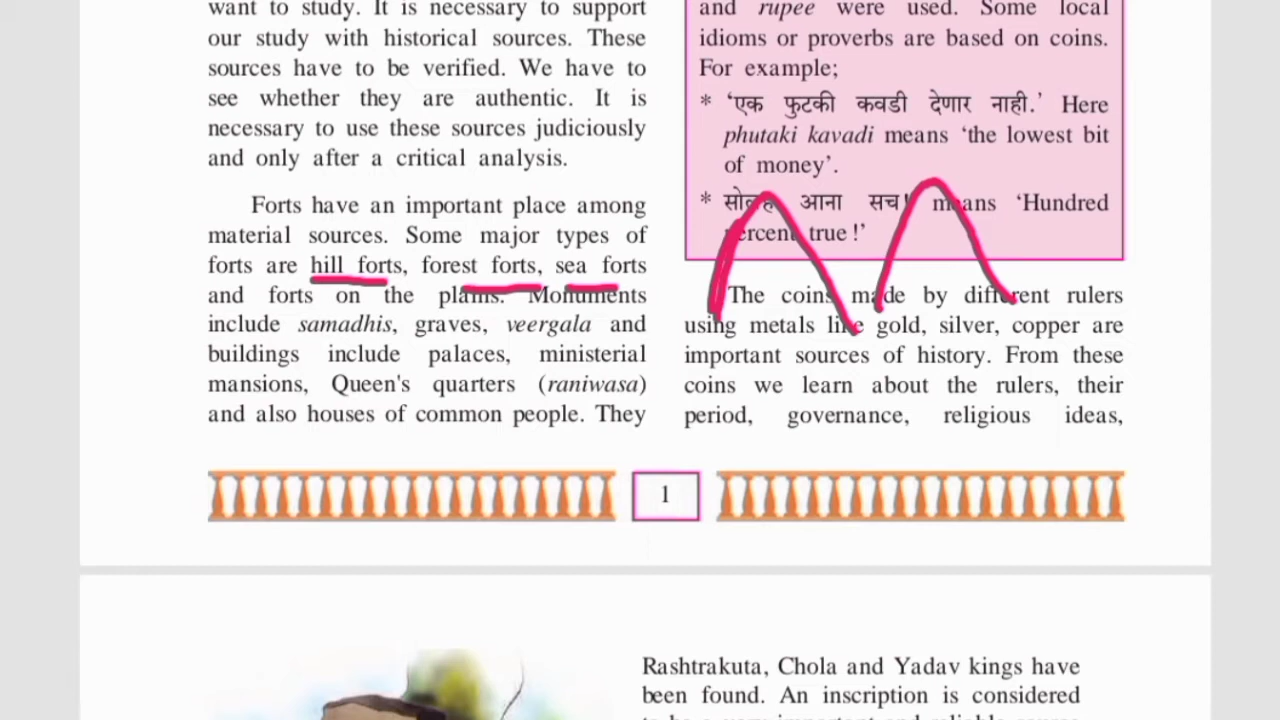 want to study. It is necessary to support
our study with historical sources. These
sources have to be verified. We have to
see whether they are authentic. It is
necessary to use these sources judiciously
and only after a critical analysis.
Forts have an important place among
material sources. Some major types of
forts are hill forts, forest forts, sea forts
and forts on the plains. Monuments
include samadhis, graves, veergala and
buildings include palaces, ministerial
mansions, Queen's quarters (raniwasa)
and also houses of common people. They
and rupee were used. Some local
idioms or proverbs are based on coins.
For example;
* ‘एक फुटकी कवडी देणार नाही.’ Here
phutaki kavadi means ‘the lowest bit
of money’.
* सोळह आना सच! means ‘Hundred
percent true !’
The coins made by different rulers
using metals like gold, silver, copper are
important sources of history. From these
coins we learn about the rulers, their
period, governance, religious ideas,
1
Rashtrakuta, Chola and Yadav kings have
been found. An inscription is considered
to be a very important and reliable source